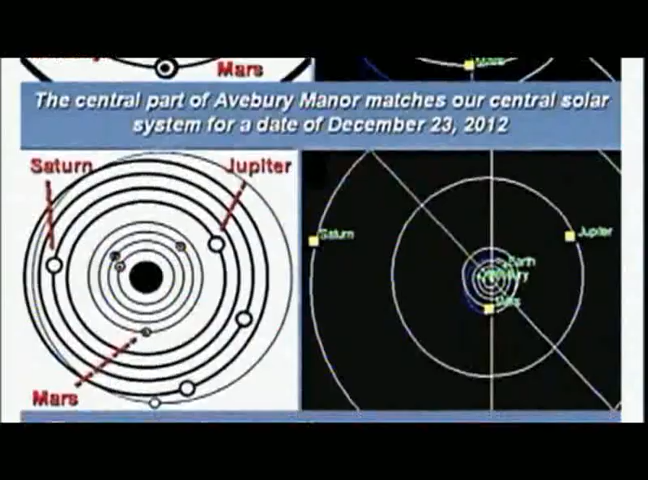 Mars
The central part of Avebury Manor matches our central solar
system for a date of December 23, 2012
Saturn
Jupiter
Saturn
Jupiter
Earth
Mars